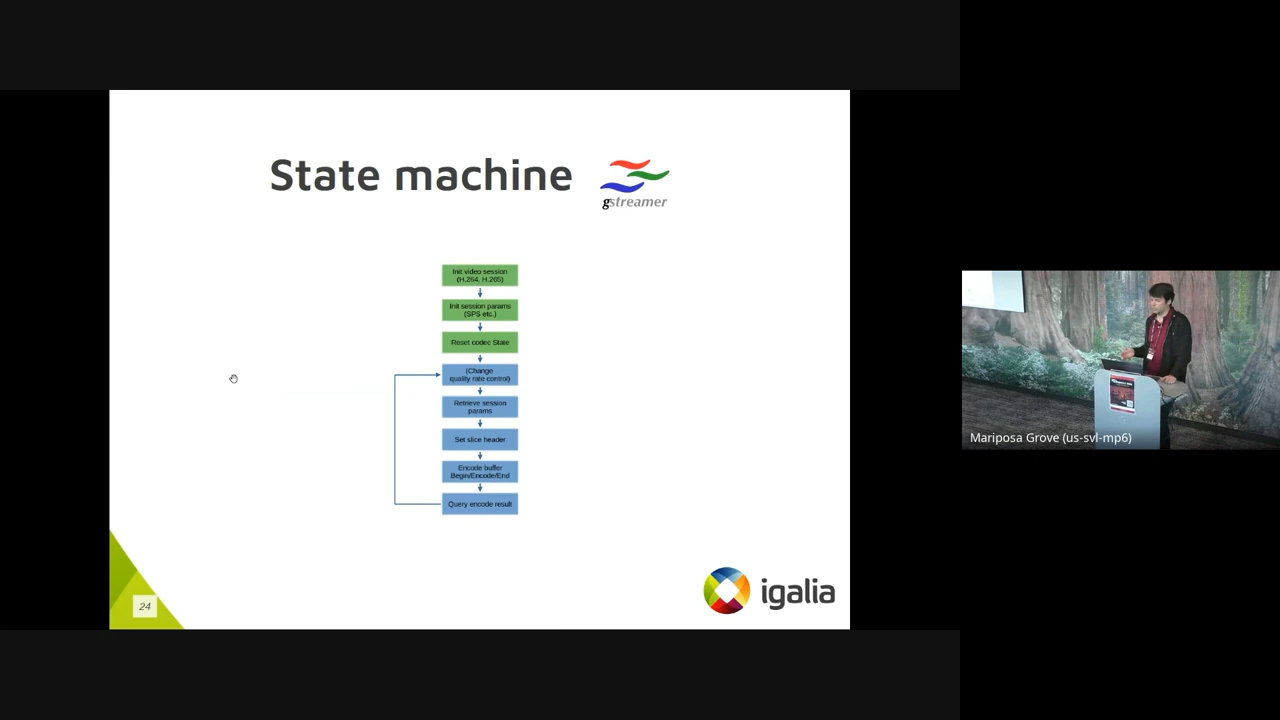 State machine
gstreamer
Init video session
(H.264, H.265)
Init session params
(SPS etc.)
Reset codec State
(Change
quality rate control)
Retrieve session
params
Set slice header
Encode buffer
Begin/Encode/End
Query encode result
24
igalia
Mariposa Grove (us-svl-mp6)